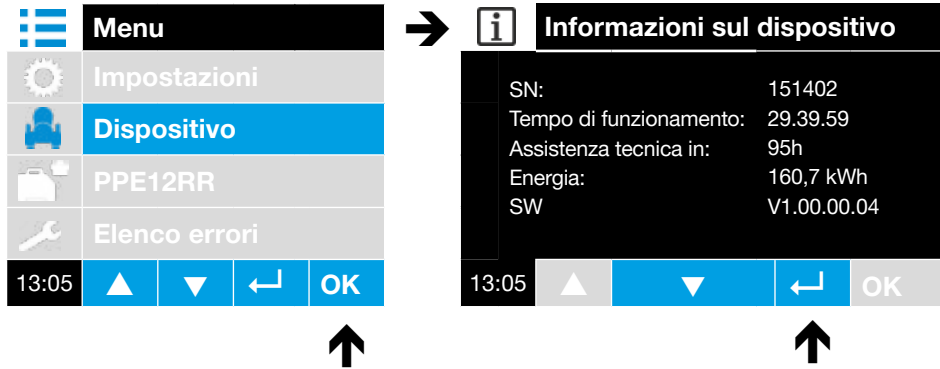 Menu
Impostazioni
Dispositivo
PPE12RR
Elenco errori
13:05 OK
i Informazioni sul dispositivo
SN: 151402
Tempo di funzionamento: 29.39.59
Assistenza tecnica in: 95h
Energia: 160,7 kWh
SW V1.00.00.04
13:05 OK